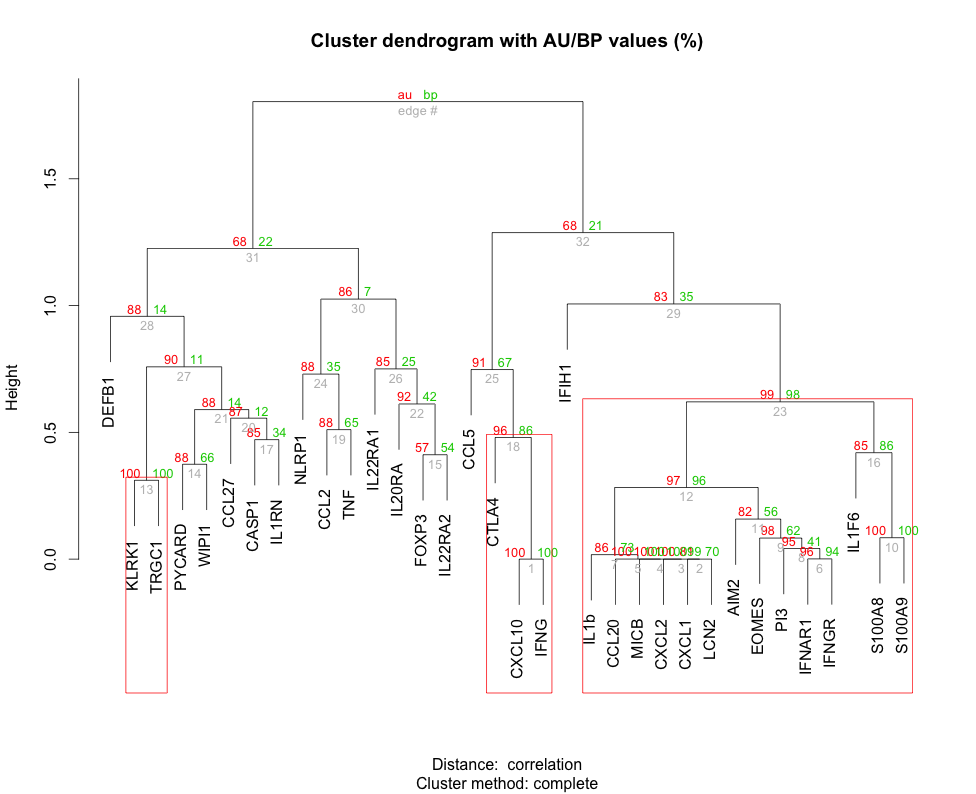 Cluster dendrogram with AU/BP values (%)
au bp
edge #
Height
0.0
0.5
1.0
1.5
68 21
32
68 22
31
86 7
30
83 35
29
88 14
28
90 11
27
85 25
26
91 67
25
88 35
24
99 98
23
92 42
22
88 14
21
87 12
20
88 65
19
96 86
18
85 34
17
85 86
16
57 54
15
88 66
14
100 100
13
97 96
12
82 56
11
100 100
10
98 62
9
95 41
8
86 73
7
96 94
6
5
4
3
70
2
100 100
1
DEFB1
KLRK1
TRGC1
PYCARD
WIPI1
CCL27
CASP1
IL1RN
NLRP1
CCL2
TNF
IL22RA1
IL20RA
FOXP3
IL22RA2
CCL5
CTLA4
CXCL10
IFNG
IFIH1
IL1b
CCL20
MICB
CXCL2
CXCL1
LCN2
AIM2
EOMES
PI3
IFNAR1
IFNGR
IL1F6
S100A8
S100A9
Distance: correlation
Cluster method: complete